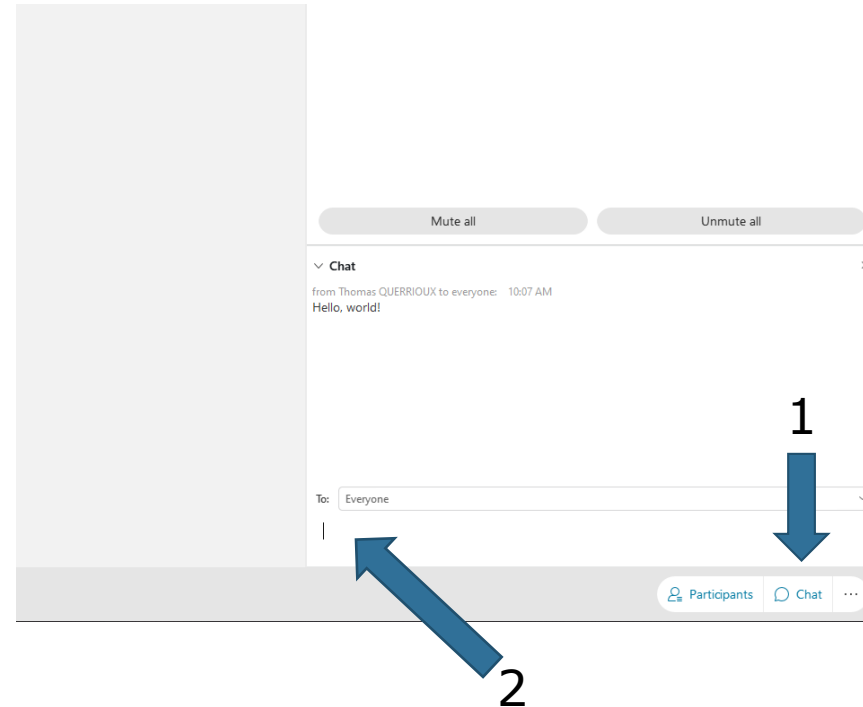 Mute all Unmute all
Chat
from Thomas QUERRIOUX to everyone: 10:07 AM
Hello, world!
1
To: Everyone
Participants Chat ...
2